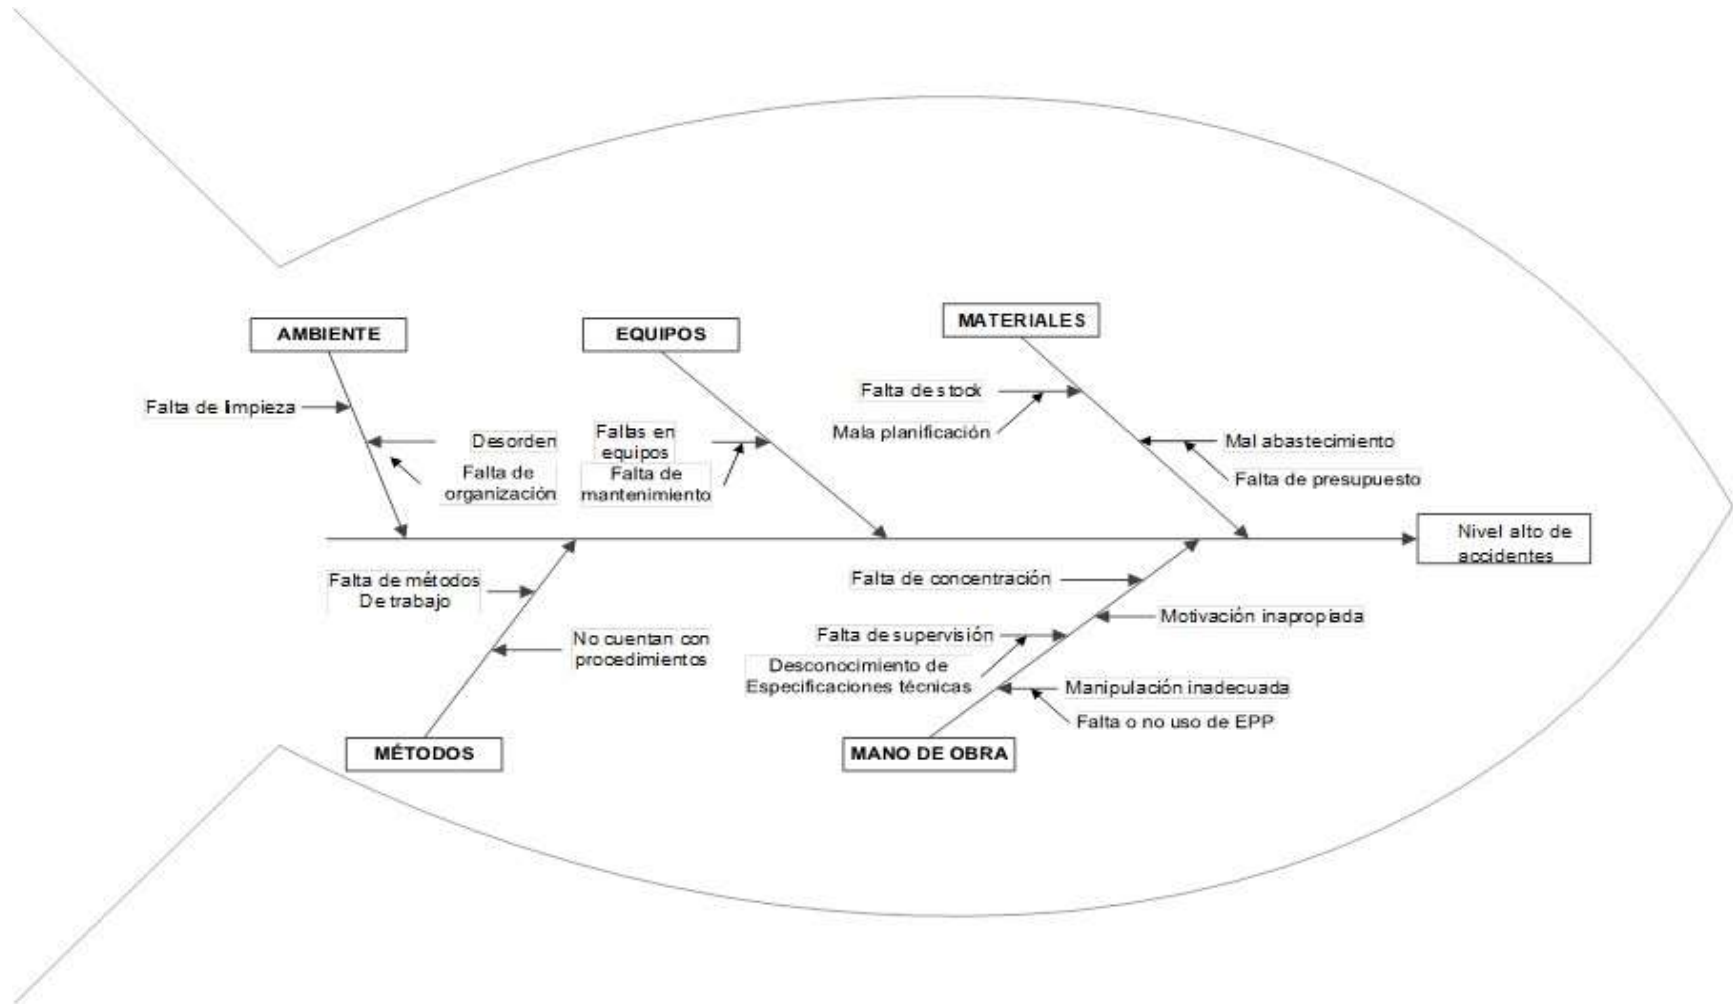 AMBIENTE
EQUIPOS
MATERIALES
Falta de limpieza
Desorden
Falta de
organización
Fallas en
equipos
Falta de
mantenimiento
Falta de stock
Mala planificación
Mal abastecimiento
Falta de presupuesto
Nivel alto de
accidentes
Falta de métodos
De trabajo
No cuentan con
procedimientos
Falta de concentración
Motivación inapropiada
Falta de supervisión
Desconocimiento de
Especificaciones técnicas
Manipulación inadecuada
Falta o no uso de EPP
MÉTODOS
MANO DE OBRA